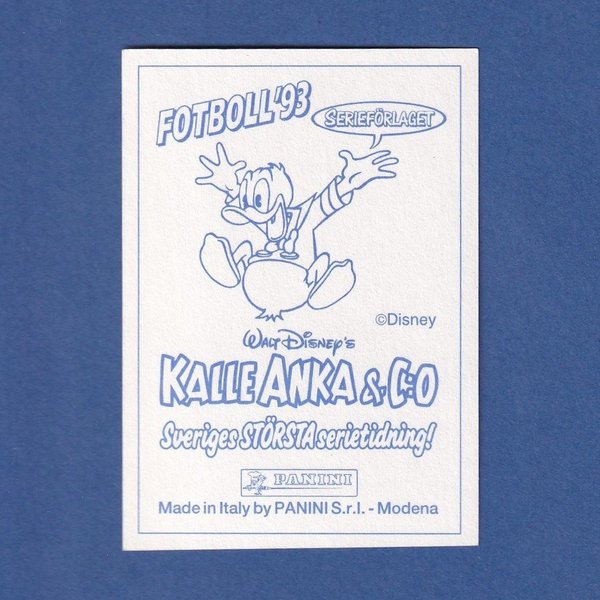 FOTBOLL'93
SERIEFÖRLAGET
©Disney
WALT DISNEY'S
KALLE ANKA & C:O
Sveriges STÖRSTA serietidning!
PANINI
Made in Italy by PANINI S.r.l. - Modena